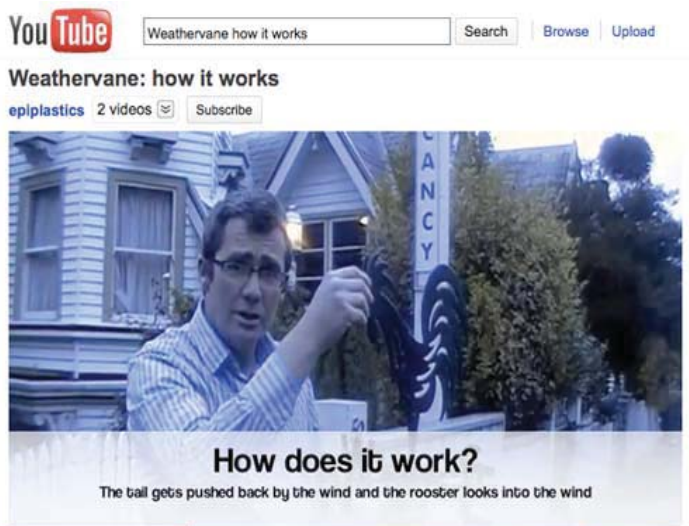 You Tube Weathervane how it works Search Browse Upload
Weathervane: how it works
epiplastics 2 videos Subscribe
C
A
N
C
Y
How does it work?
The tail gets pushed back by the wind and the rooster looks into the wind